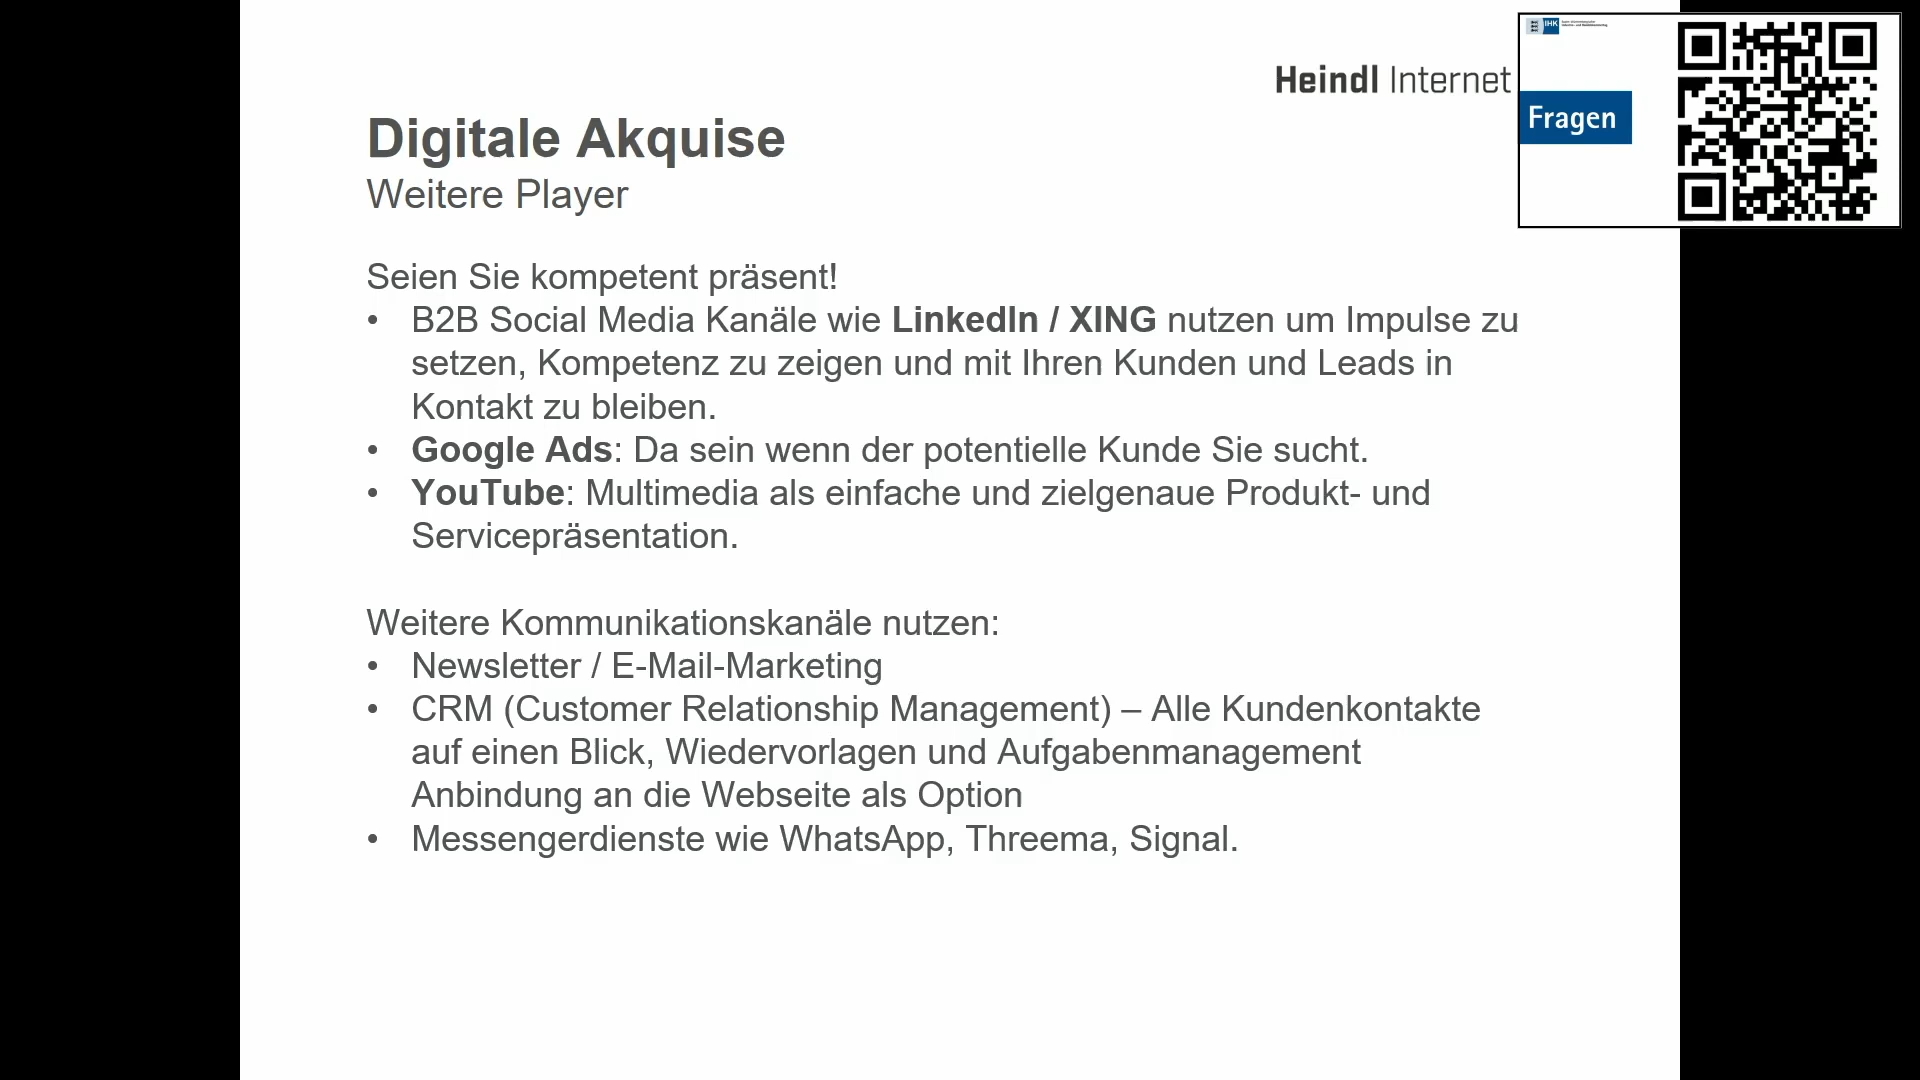 Heindl Internet
IHK
Fragen
Digitale Akquise
Weitere Player
Seien Sie kompetent präsent!
• B2B Social Media Kanäle wie LinkedIn / XING nutzen um Impulse zu
setzen, Kompetenz zu zeigen und mit Ihren Kunden und Leads in
Kontakt zu bleiben.
• Google Ads: Da sein wenn der potentielle Kunde Sie sucht.
• YouTube: Multimedia als einfache und zielgenaue Produkt- und
Servicepräsentation.
Weitere Kommunikationskanäle nutzen:
• Newsletter / E-Mail-Marketing
• CRM (Customer Relationship Management) – Alle Kundenkontakte
auf einen Blick, Wiedervorlagen und Aufgabenmanagement
Anbindung an die Webseite als Option
• Messengerdienste wie WhatsApp, Threema, Signal.